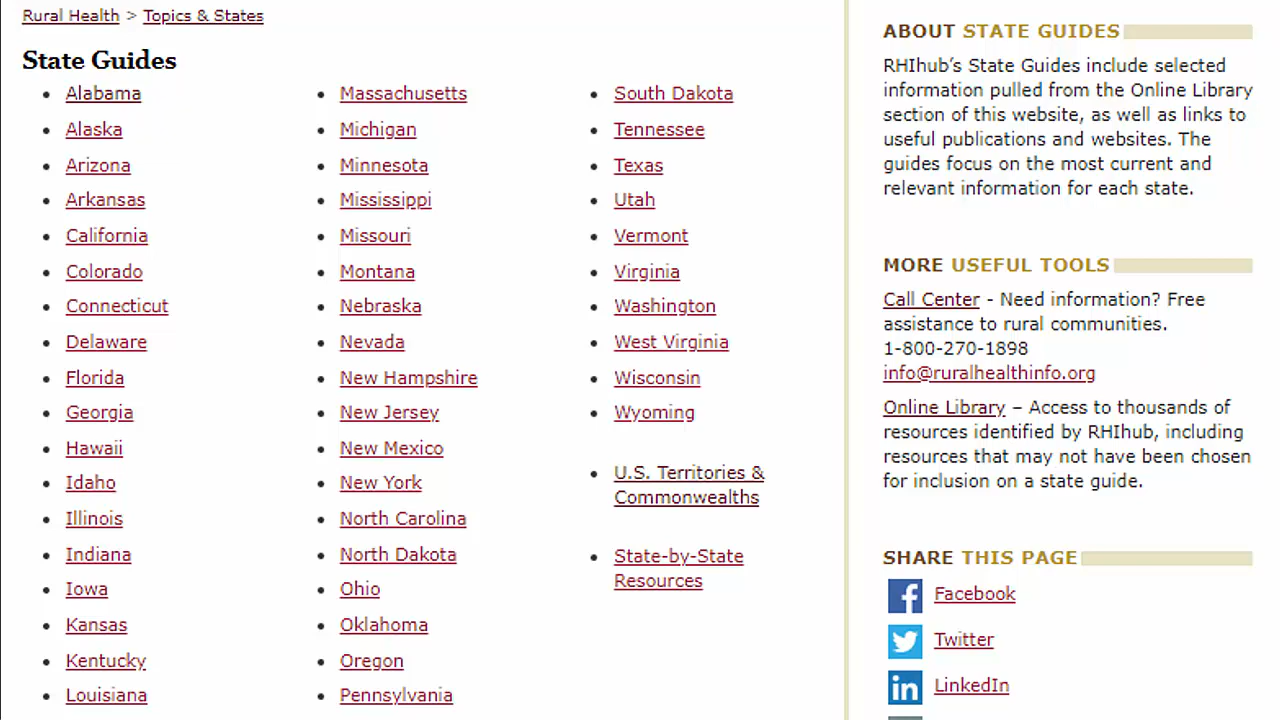 Rural Health > Topics & States
State Guides
Alabama
Alaska
Arizona
Arkansas
California
Colorado
Connecticut
Delaware
Florida
Georgia
Hawaii
Idaho
Illinois
Indiana
Iowa
Kansas
Kentucky
Louisiana
Massachusetts
Michigan
Minnesota
Mississippi
Missouri
Montana
Nebraska
Nevada
New Hampshire
New Jersey
New Mexico
New York
North Carolina
North Dakota
Ohio
Oklahoma
Oregon
Pennsylvania
South Dakota
Tennessee
Texas
Utah
Vermont
Virginia
Washington
West Virginia
Wisconsin
Wyoming
U.S. Territories &
Commonwealths
State-by-State
Resources
ABOUT STATE GUIDES
RHIhub’s State Guides include selected
information pulled from the Online Library
section of this website, as well as links to
useful publications and websites. The
guides focus on the most current and
relevant information for each state.
MORE USEFUL TOOLS
Call Center - Need information? Free
assistance to rural communities.
1-800-270-1898
info@ruralhealthinfo.org
Online Library – Access to thousands of
resources identified by RHIhub, including
resources that may not have been chosen
for inclusion on a state guide.
SHARE THIS PAGE
Facebook
Twitter
LinkedIn